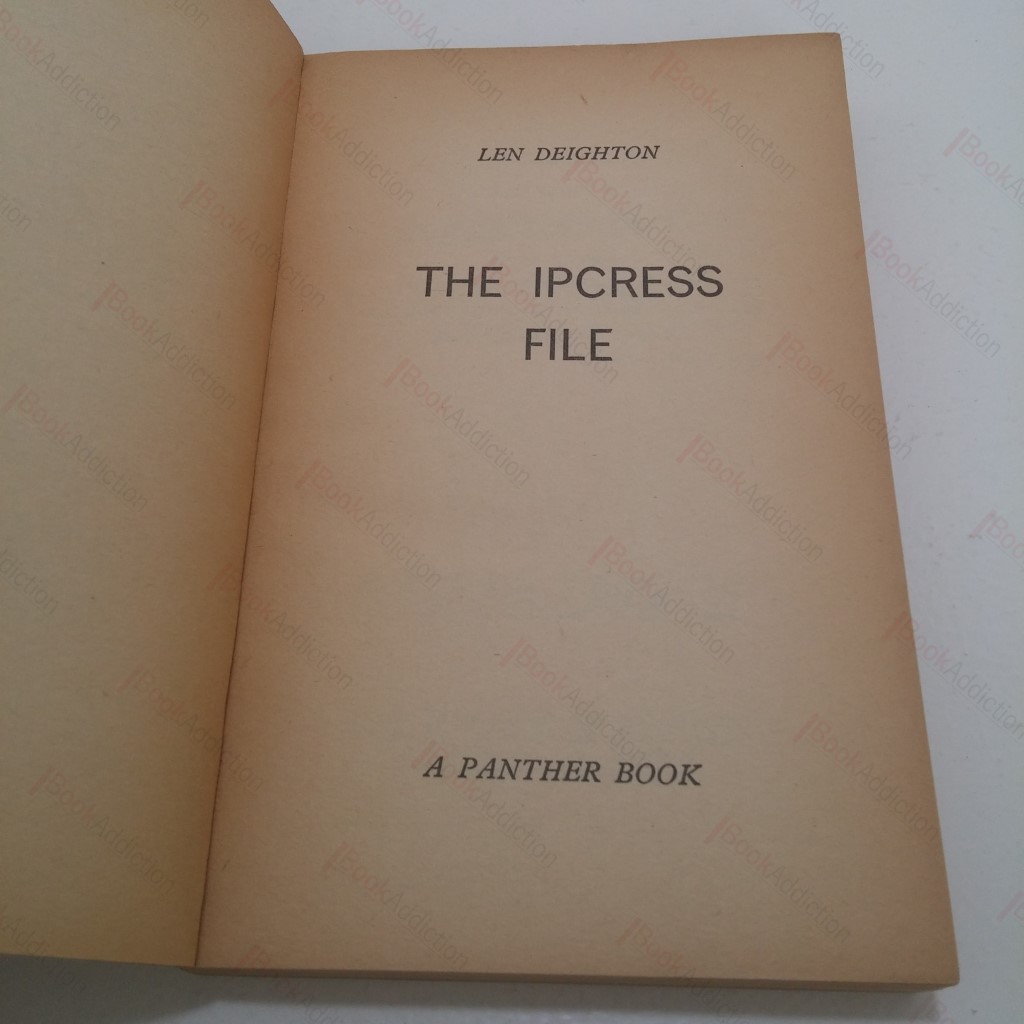 LEN DEIGHTON
THE IPCRESS
FILE
A PANTHER BOOK